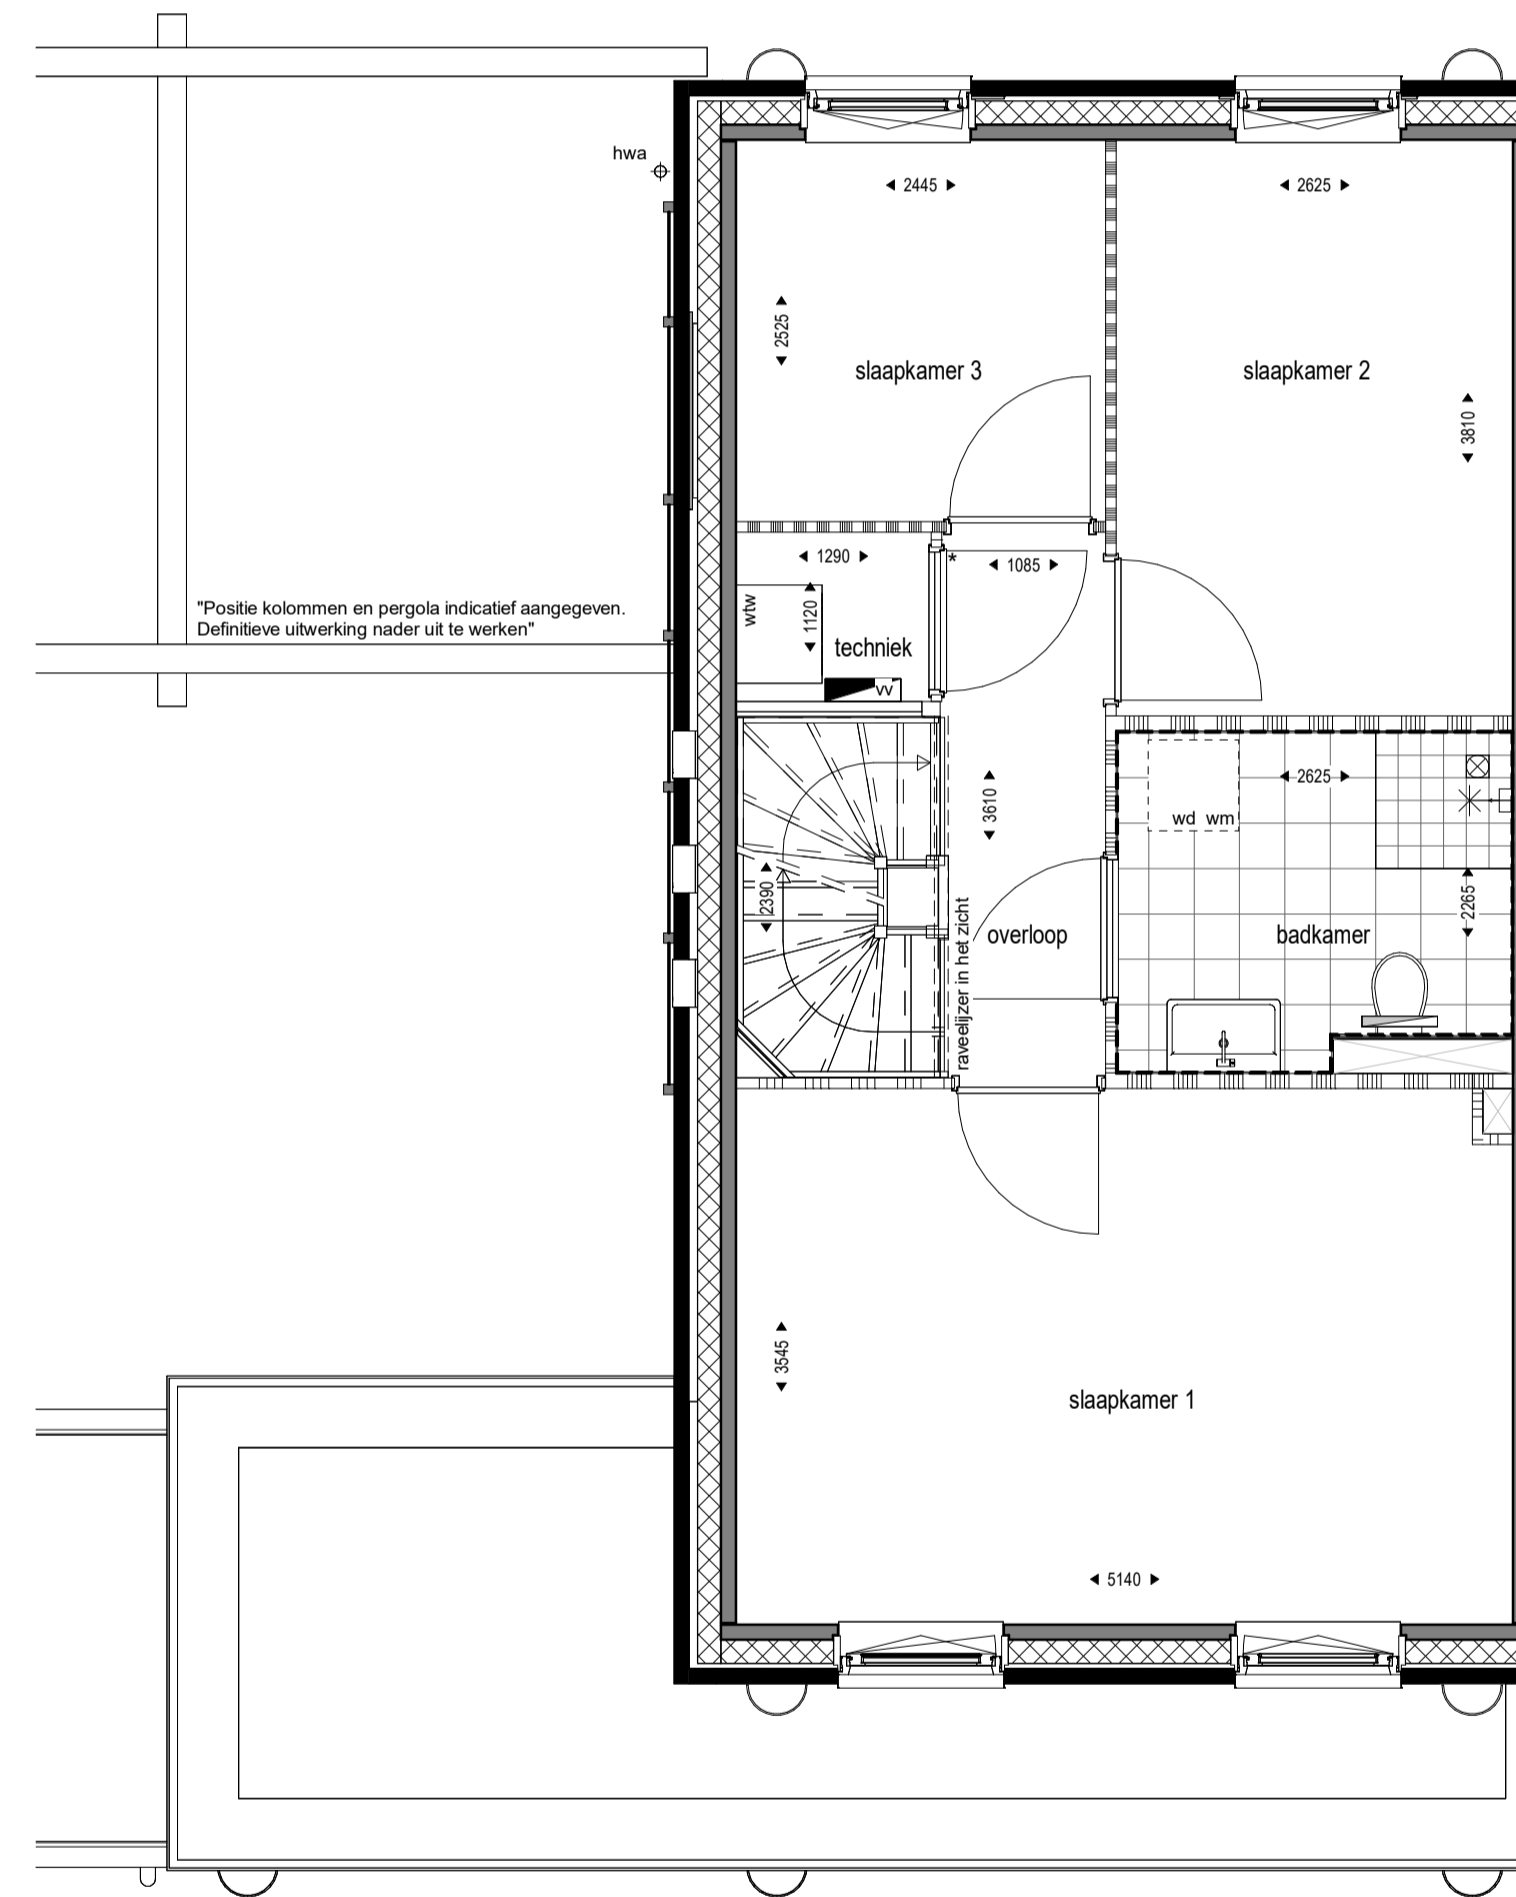 hwa
2445
2625
2525
slaapkamer 3
slaapkamer 2
3810
1290
*
1085
wtw
1120
techniek
vv
"Positie kolommen en pergola indicatief aangegeven.
Definitieve uitwerking nader uit te werken"
2625
wd wm
3610
2390
2265
raveelijzer in het zicht
overloop
badkamer
3545
slaapkamer 1
5140